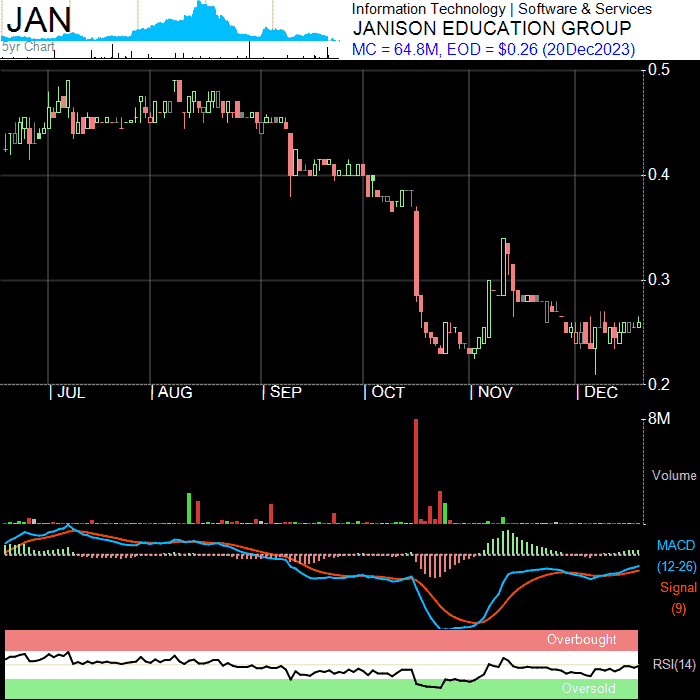 JAN
5yr Chart
Information Technology | Software & Services
JANISON EDUCATION GROUP
MC = 64.8M, EOD = $0.26 (20Dec2023)
0.5
0.4
0.3
0.2
| JUL | AUG | SEP | OCT | NOV | DEC
8M
Volume
MACD
(12-26)
Signal
(9)
Overbought
RSI(14)
Oversold